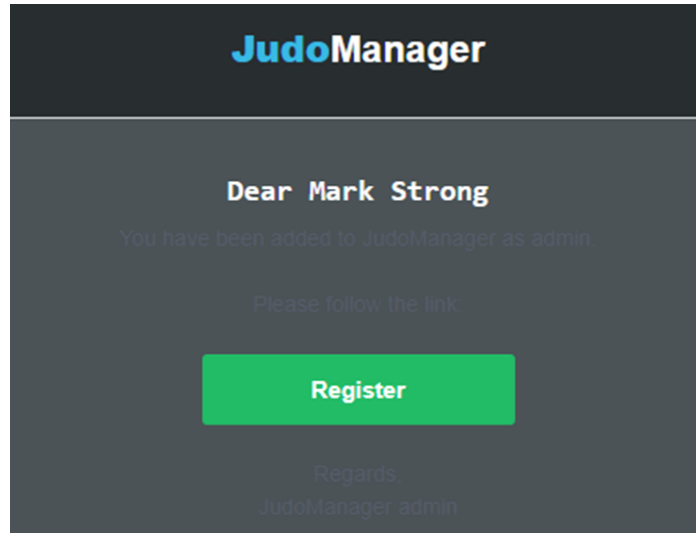 JudoManager
Dear Mark Strong
You have been added to JudoManager as admin.
Please follow the link:
Register
Regards,
JudoManager admin